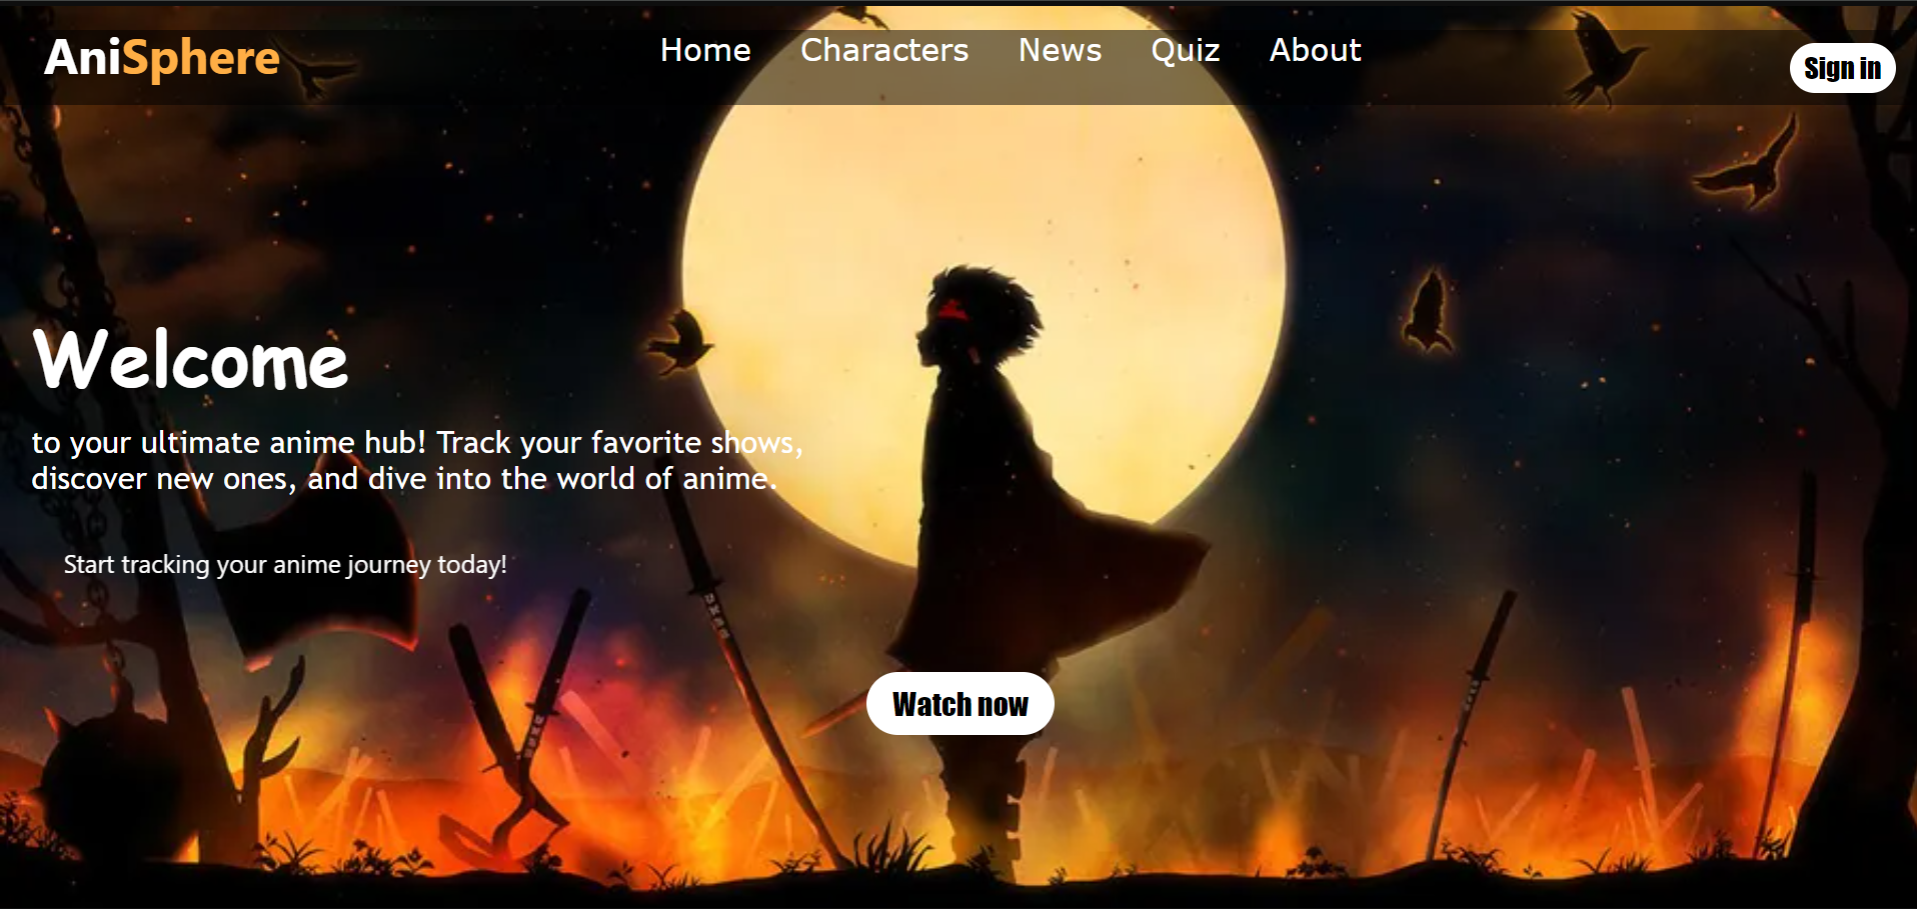 AniSphere
Home Characters News Quiz About
Sign in
Welcome
to your ultimate anime hub! Track your favorite shows,
discover new ones, and dive into the world of anime.
Start tracking your anime journey today!
Watch now